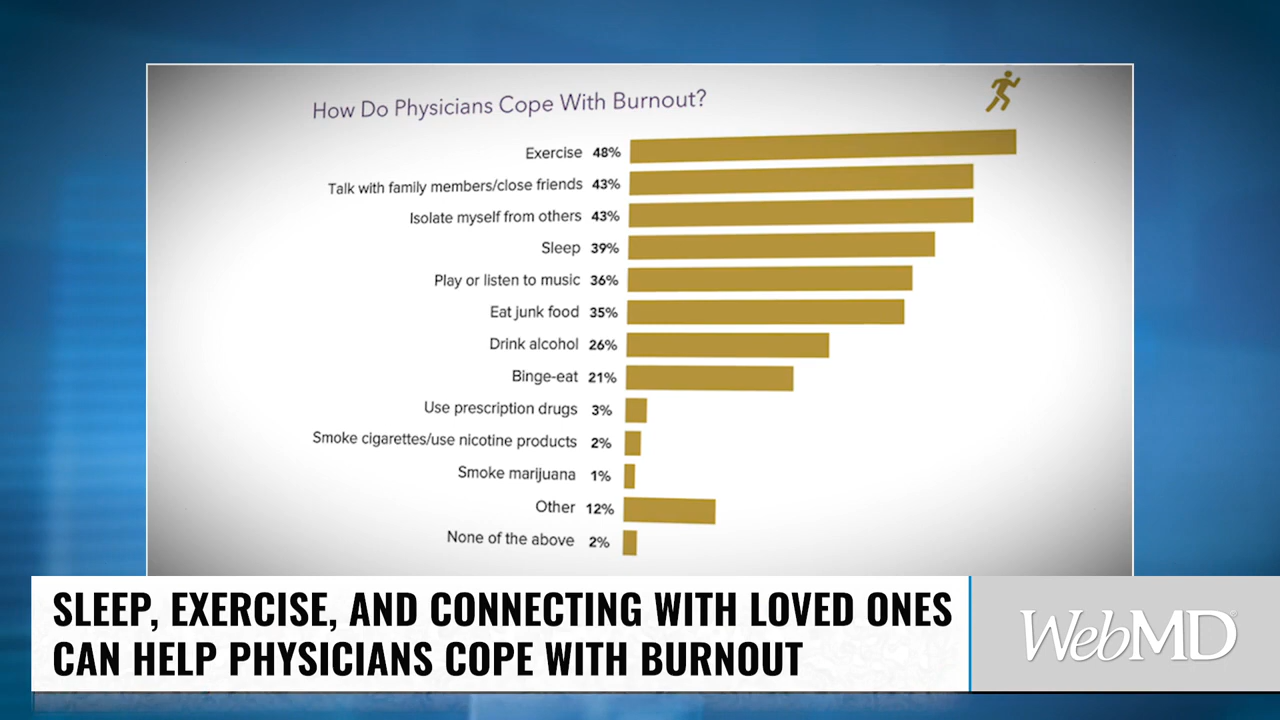 How Do Physicians Cope With Burnout?
Exercise 48%
Talk with family members/close friends 43%
Isolate myself from others 43%
Sleep 39%
Play or listen to music 36%
Eat junk food 35%
Drink alcohol 26%
Binge-eat 21%
Use prescription drugs 3%
Smoke cigarettes/use nicotine products 2%
Smoke marijuana 1%
Other 12%
None of the above 2%
SLEEP, EXERCISE, AND CONNECTING WITH LOVED ONES
CAN HELP PHYSICIANS COPE WITH BURNOUT
WebMD